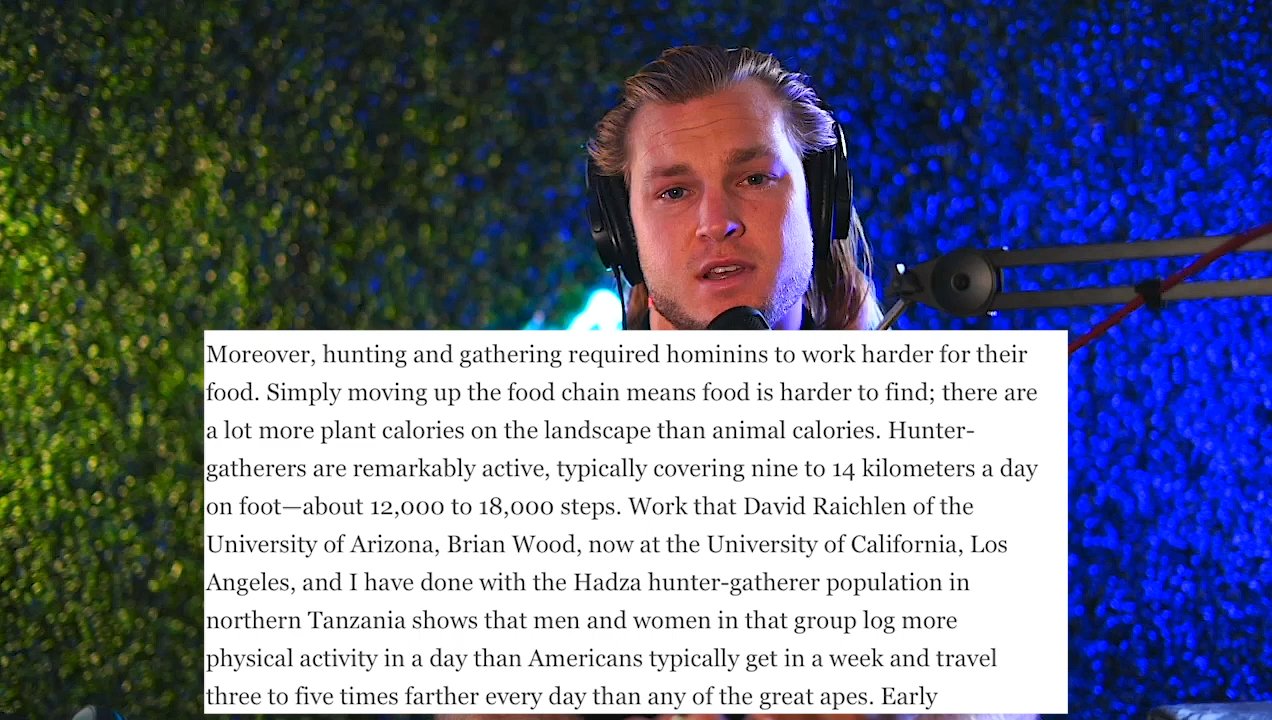 Moreover, hunting and gathering required hominins to work harder for their
food. Simply moving up the food chain means food is harder to find; there are
a lot more plant calories on the landscape than animal calories. Hunter-
gatherers are remarkably active, typically covering nine to 14 kilometers a day
on foot—about 12,000 to 18,000 steps. Work that David Raichlen of the
University of Arizona, Brian Wood, now at the University of California, Los
Angeles, and I have done with the Hadza hunter-gatherer population in
northern Tanzania shows that men and women in that group log more
physical activity in a day than Americans typically get in a week and travel
three to five times farther every day than any of the great apes. Early